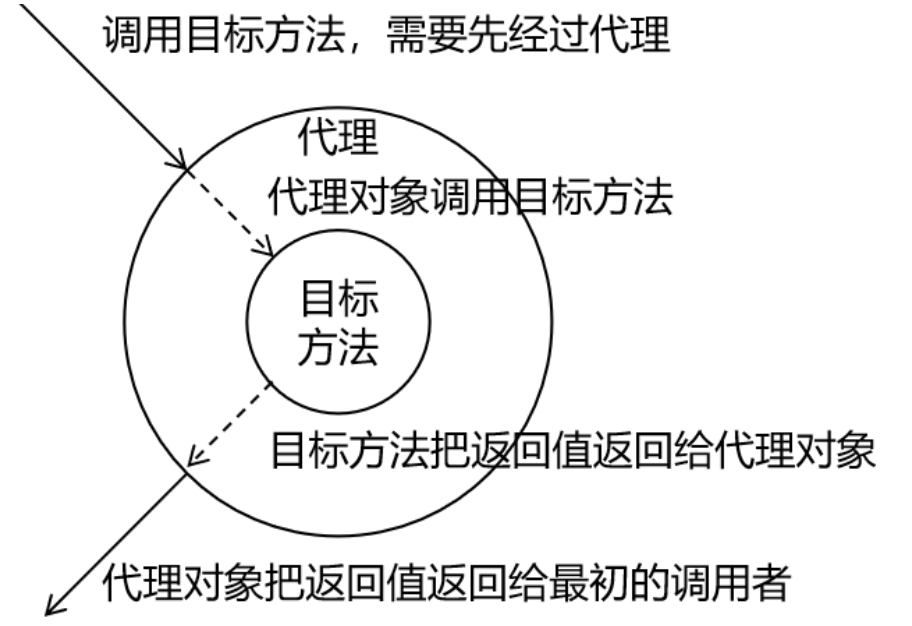 调用目标方法，需要先经过代理
代理
代理对象调用目标方法
目标
方法
目标方法把返回值返回给代理对象
代理对象把返回值返回给最初的调用者